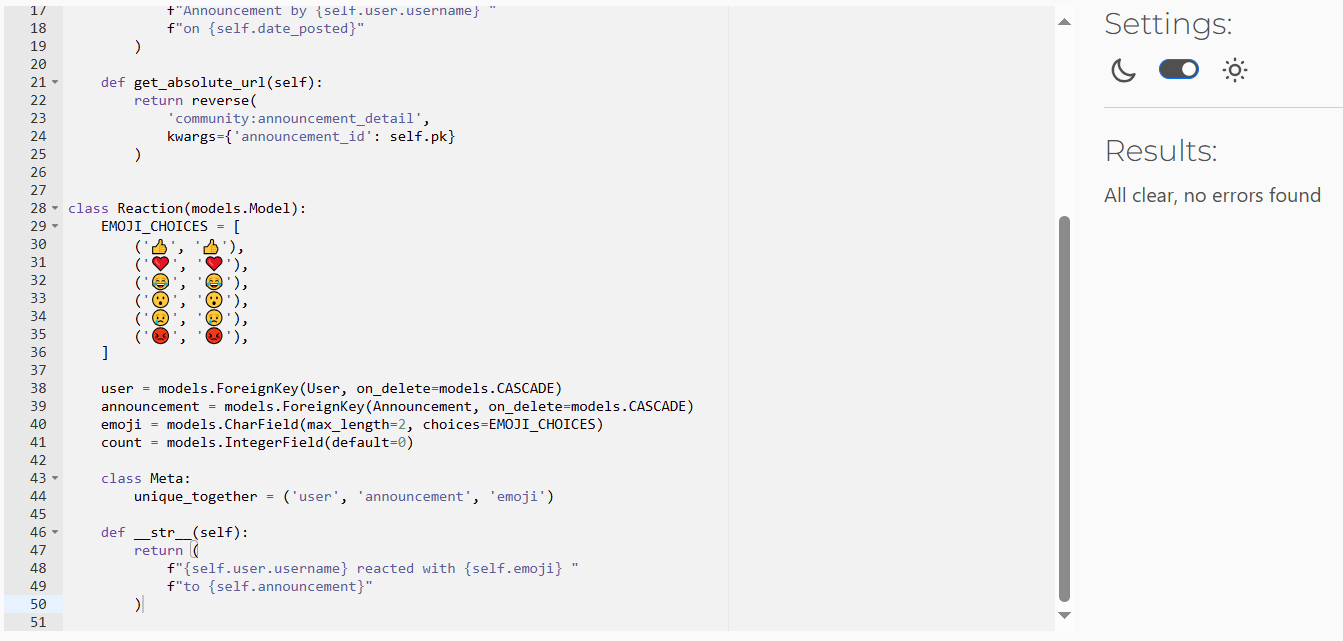 17             f"Announcement by {self.user.username} "
18             f"on {self.date_posted}"
19         )
20
21     def get_absolute_url(self):
22         return reverse(
23             'community:announcement_detail',
24             kwargs={'announcement_id': self.pk}
25         )
26
27
28 class Reaction(models.Model):
29     EMOJI_CHOICES = [
30         ('👍', '👍'),
31         ('❤️', '❤️'),
32         ('😂', '😂'),
33         ('😮', '😮'),
34         ('😢', '😢'),
35         ('😡', '😡'),
36     ]
37
38     user = models.ForeignKey(User, on_delete=models.CASCADE)
39     announcement = models.ForeignKey(Announcement, on_delete=models.CASCADE)
40     emoji = models.CharField(max_length=2, choices=EMOJI_CHOICES)
41     count = models.IntegerField(default=0)
42
43     class Meta:
44         unique_together = ('user', 'announcement', 'emoji')
45
46     def __str__(self):
47         return (
48             f"{self.user.username} reacted with {self.emoji} "
49             f"to {self.announcement}"
50         )
51
Settings:
Results:
All clear, no errors found